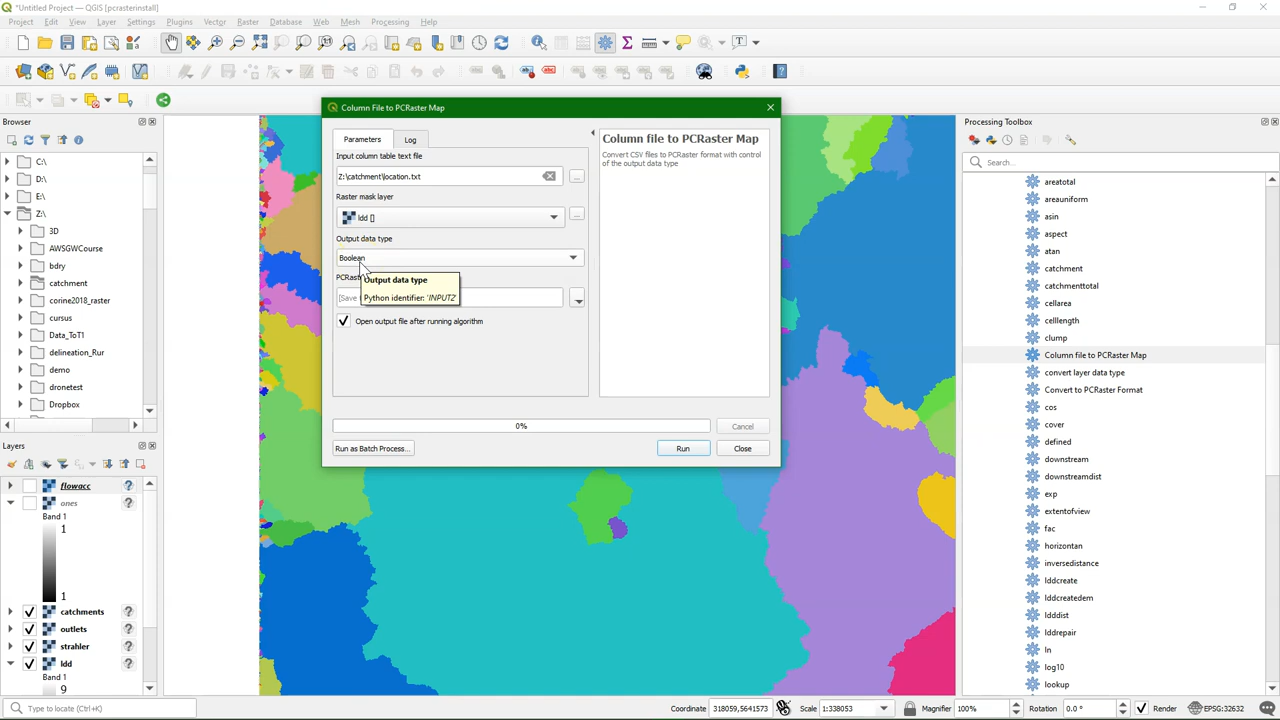 *Untitled Project — QGIS [pcrasterinstall]
Project Edit View Layer Settings Plugins Vector Raster Database Web Mesh Processing Help
Browser
C:\
D:\
E:\
Z:\
3D
AWSGWCourse
bdry
catchment
corine2018_raster
cursus
Data_ToT1
delineation_Rur
demo
dronetest
Dropbox
Layers
flowacc
ones
Band 1
1
1
catchments
outlets
strahler
ldd
Band 1
9
Column File to PCRaster Map
Parameters Log
Input column table text file
Z:\catchment\location.txt
...
Raster mask layer
ldd []
...
Output data type
Boolean
Output data type
Python identifier: 'INPUT2'
PCRast
[Save
Open output file after running algorithm
Column file to PCRaster Map
Convert CSV files to PCRaster format with control
of the output data type
0%
Cancel
Run as Batch Process...
Run
Close
Processing Toolbox
Search...
areatotal
areauniform
asin
aspect
atan
catchment
catchmenttotal
cellarea
celllength
clump
Column file to PCRaster Map
convert layer data type
Convert to PCRaster Format
cos
cover
defined
downstream
downstreamdist
exp
extentofview
fac
horizontan
inversedistance
lddcreate
lddcreatedem
ldddist
lddrepair
ln
log10
lookup
Type to locate (Ctrl+K)
Coordinate 318059,5641573
Scale 1:338053
Magnifier 100%
Rotation 0.0 °
Render
EPSG:32632